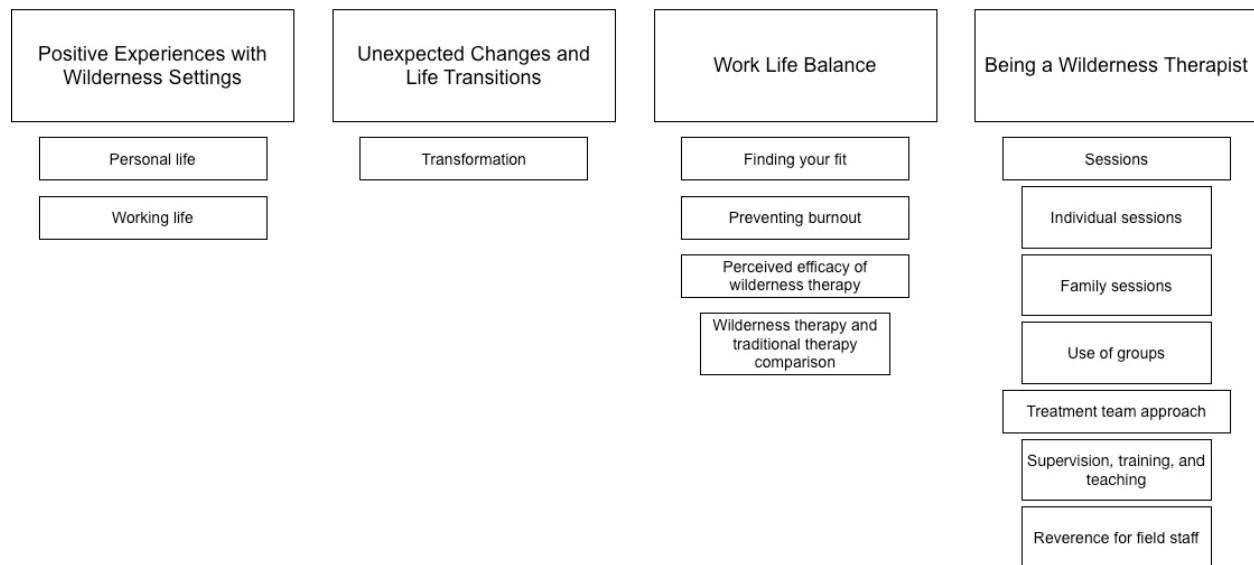 Positive Experiences with
Wilderness Settings
Personal life
Working life
Unexpected Changes and
Life Transitions
Transformation
Work Life Balance
Finding your fit
Preventing burnout
Perceived efficacy of
wilderness therapy
Wilderness therapy and
traditional therapy
comparison
Being a Wilderness Therapist
Sessions
Individual sessions
Family sessions
Use of groups
Treatment team approach
Supervision, training, and
teaching
Reverence for field staff